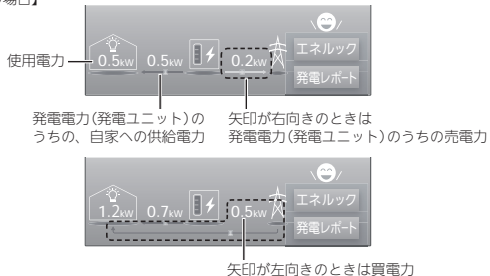 場合】
0.5kw 0.5kw 0.2kw エネルック
使用電力
発電レポート
発電電力(発電ユニット)の
うちの、自家への供給電力
矢印が右向きのときは
発電電力(発電ユニット)のうちの売電力
エネルック
1.2kw 0.7kw 0.5kw
発電レポート
矢印が左向きのときは買電力